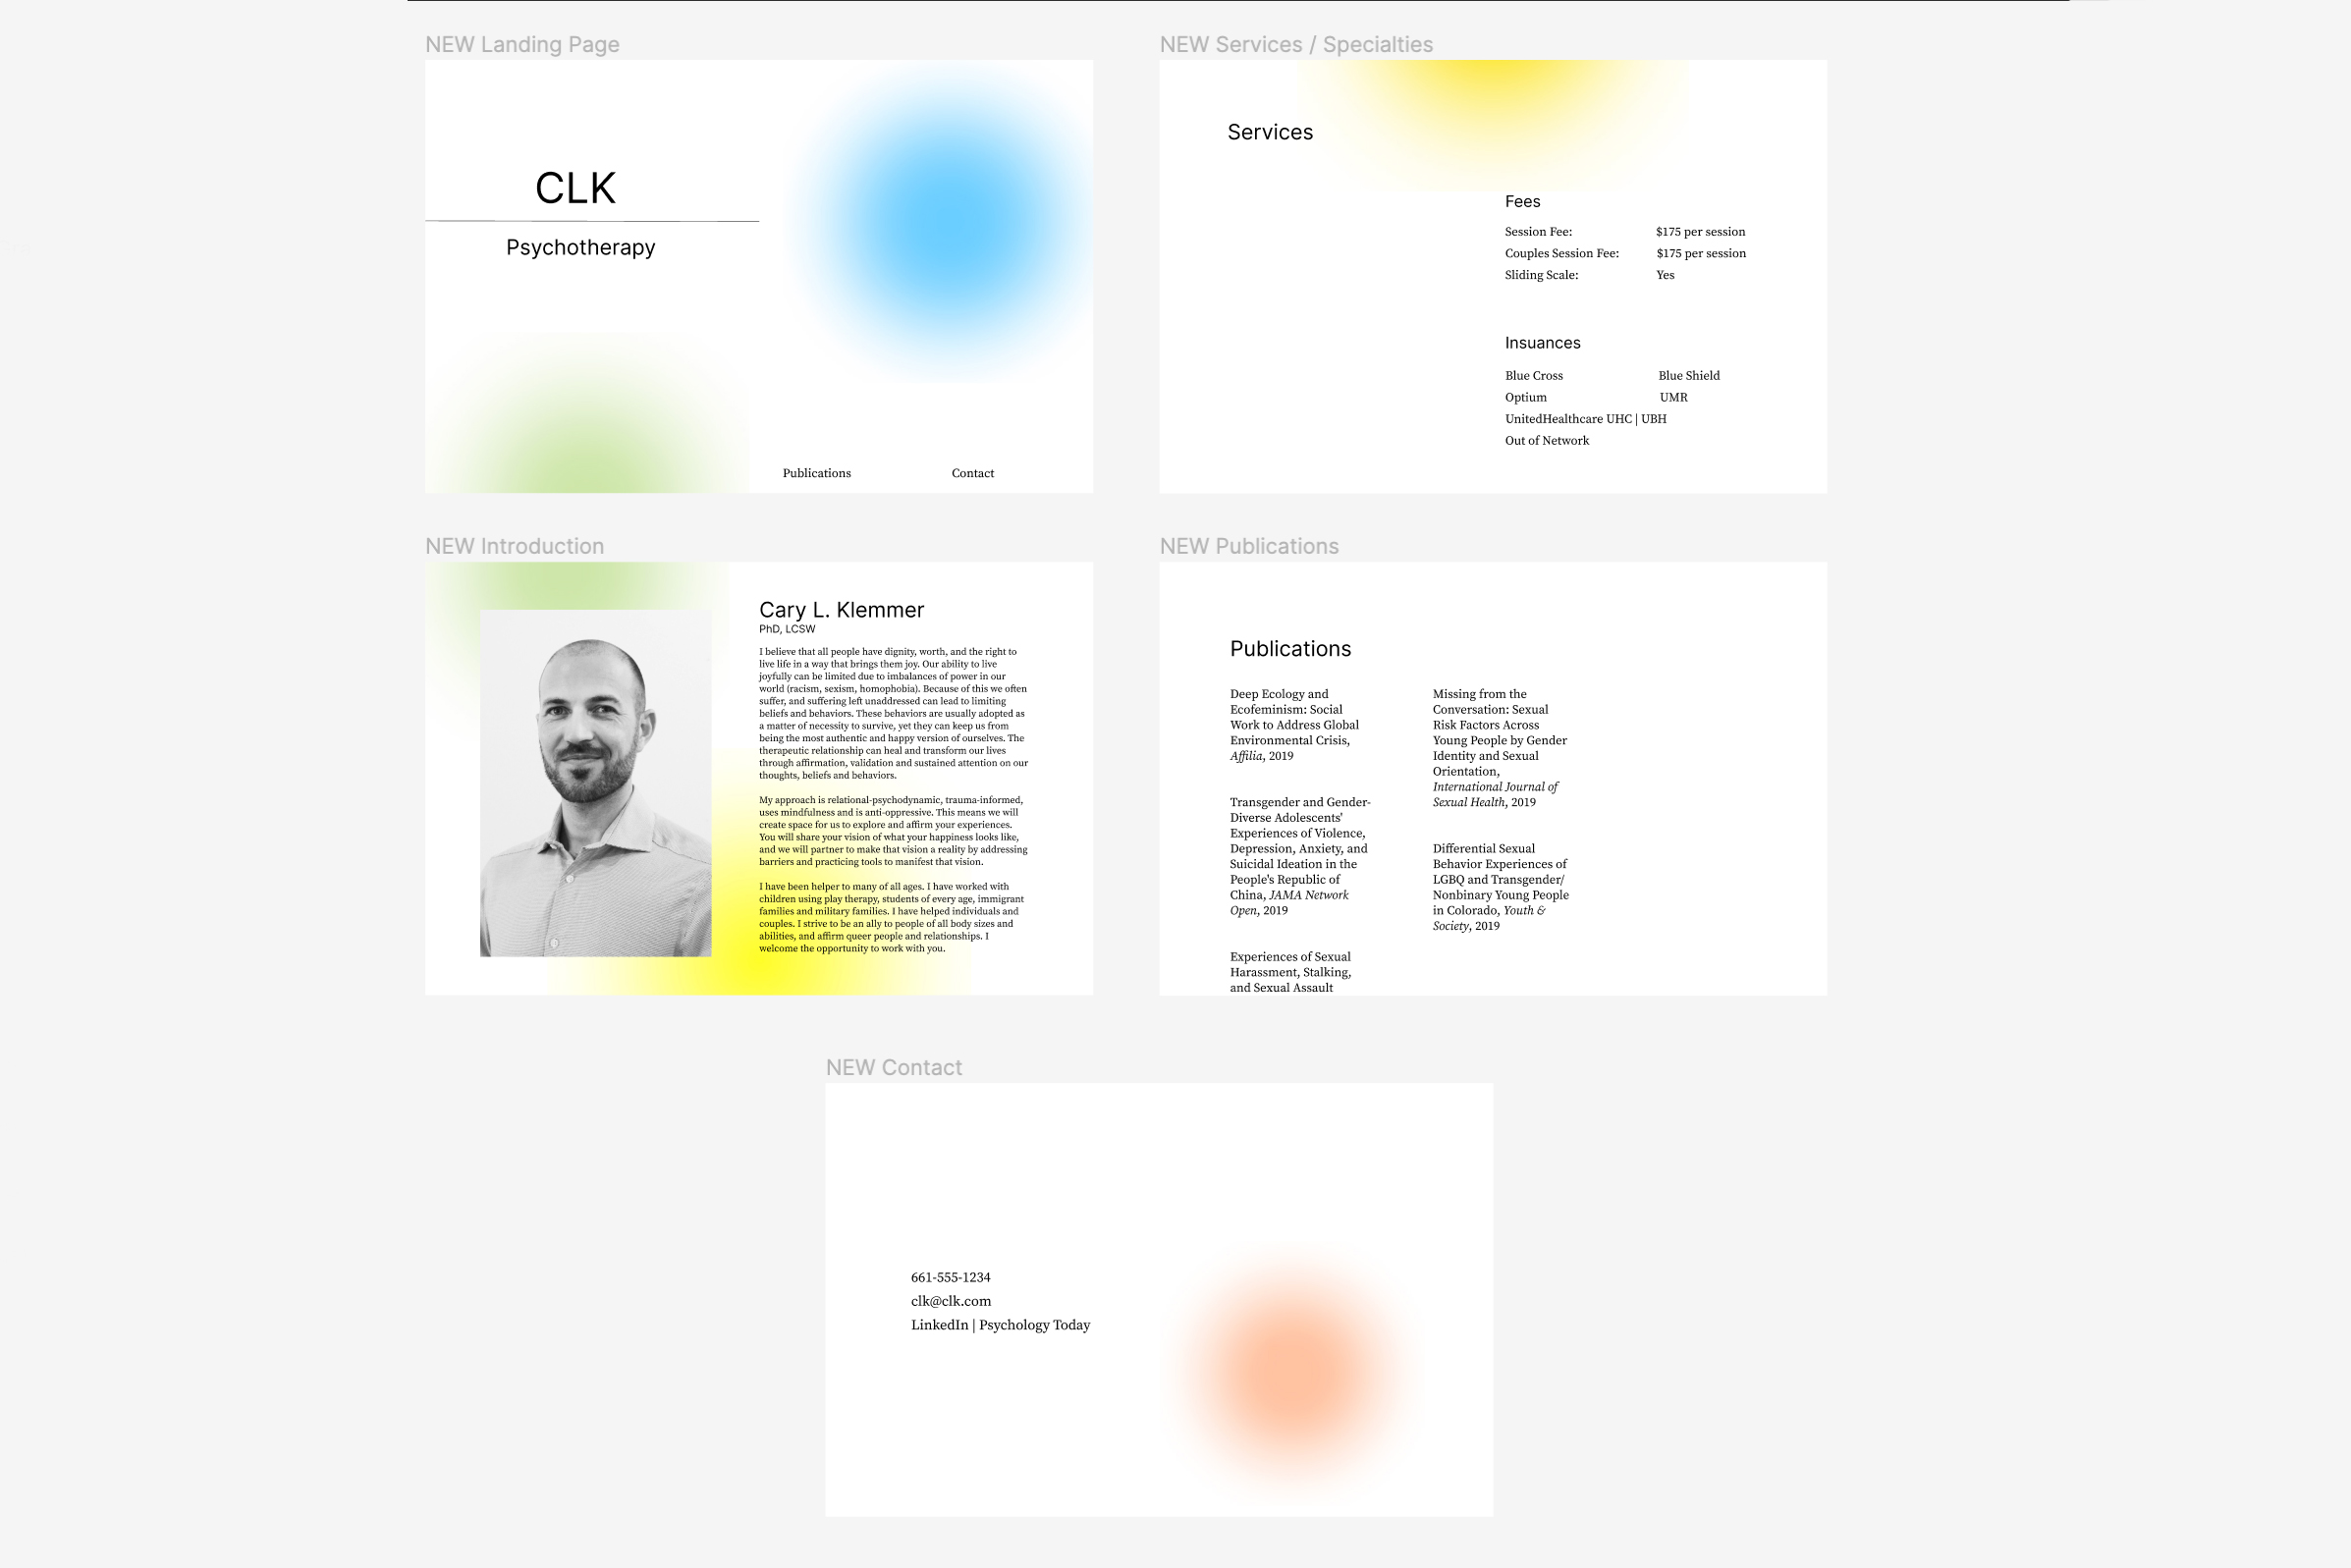 NEW Landing Page
CLK
Psychotherapy
Publications Contact
NEW Services / Specialties
Services
Fees
Session Fee: $175 per session
Couples Session Fee: $175 per session
Sliding Scale: Yes
Insuances
Blue Cross Blue Shield
Optium UMR
UnitedHealthcare UHC | UBH
Out of Network
NEW Introduction
Cary L. Klemmer
PhD, LCSW
I believe that all people have dignity, worth, and the right to
live life in a way that brings them joy. Our ability to live
joyfully can be limited due to imbalances of power in our
world (racism, sexism, homophobia). Because of this we often
suffer, and suffering left unaddressed can lead to limiting
beliefs and behaviors. These behaviors are usually adopted as
a matter of necessity to survive, yet they can keep us from
being the most authentic and happy version of ourselves. The
therapeutic relationship can heal and transform our lives
through affirmation, validation and sustained attention on our
thoughts, beliefs and behaviors.
My approach is relational-psychodynamic, trauma-informed,
uses mindfulness and is anti-oppressive. This means we will
create space for us to explore and affirm your experiences.
You will share your vision of what your happiness looks like,
and we will partner to make that vision a reality by addressing
barriers and practicing tools to manifest that vision.
I have been helper to many of all ages. I have worked with
children using play therapy, students of every age, immigrant
families and military families. I have helped individuals and
couples. I strive to be an ally to people of all body sizes and
abilities, and affirm queer people and relationships. I
welcome the opportunity to work with you.
NEW Publications
Publications
Deep Ecology and
Ecofeminism: Social
Work to Address Global
Environmental Crisis,
Affilia, 2019
Transgender and Gender-
Diverse Adolescents'
Experiences of Violence,
Depression, Anxiety, and
Suicidal Ideation in the
People's Republic of
China, JAMA Network
Open, 2019
Experiences of Sexual
Harassment, Stalking,
and Sexual Assault
Missing from the
Conversation: Sexual
Risk Factors Across
Young People by Gender
Identity and Sexual
Orientation,
International Journal of
Sexual Health, 2019
Differential Sexual
Behavior Experiences of
LGBQ and Transgender/
Nonbinary Young People
in Colorado, Youth &
Society, 2019
NEW Contact
661-555-1234
clk@clk.com
LinkedIn | Psychology Today